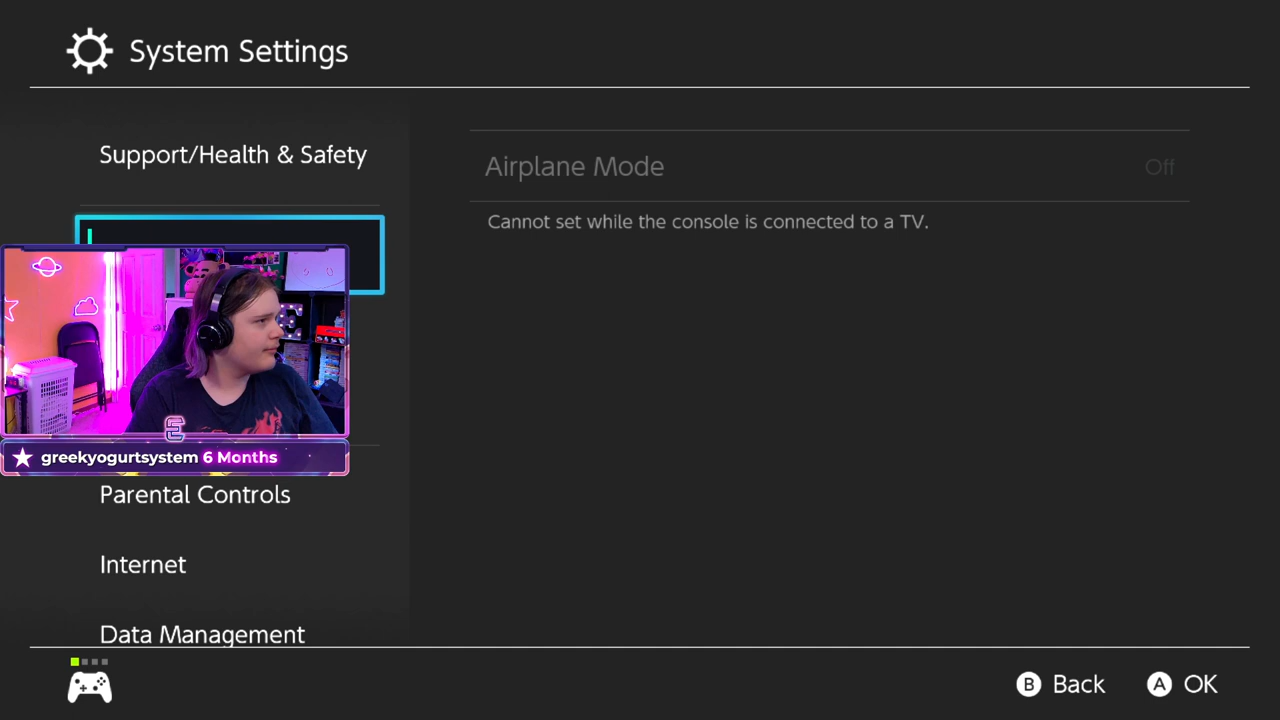 System Settings
Support/Health & Safety
Airplane Mode
Off
Cannot set while the console is connected to a TV.
E
E
greekyogurtsystem 6 Months
Parental Controls
Internet
Data Management
B Back
A OK